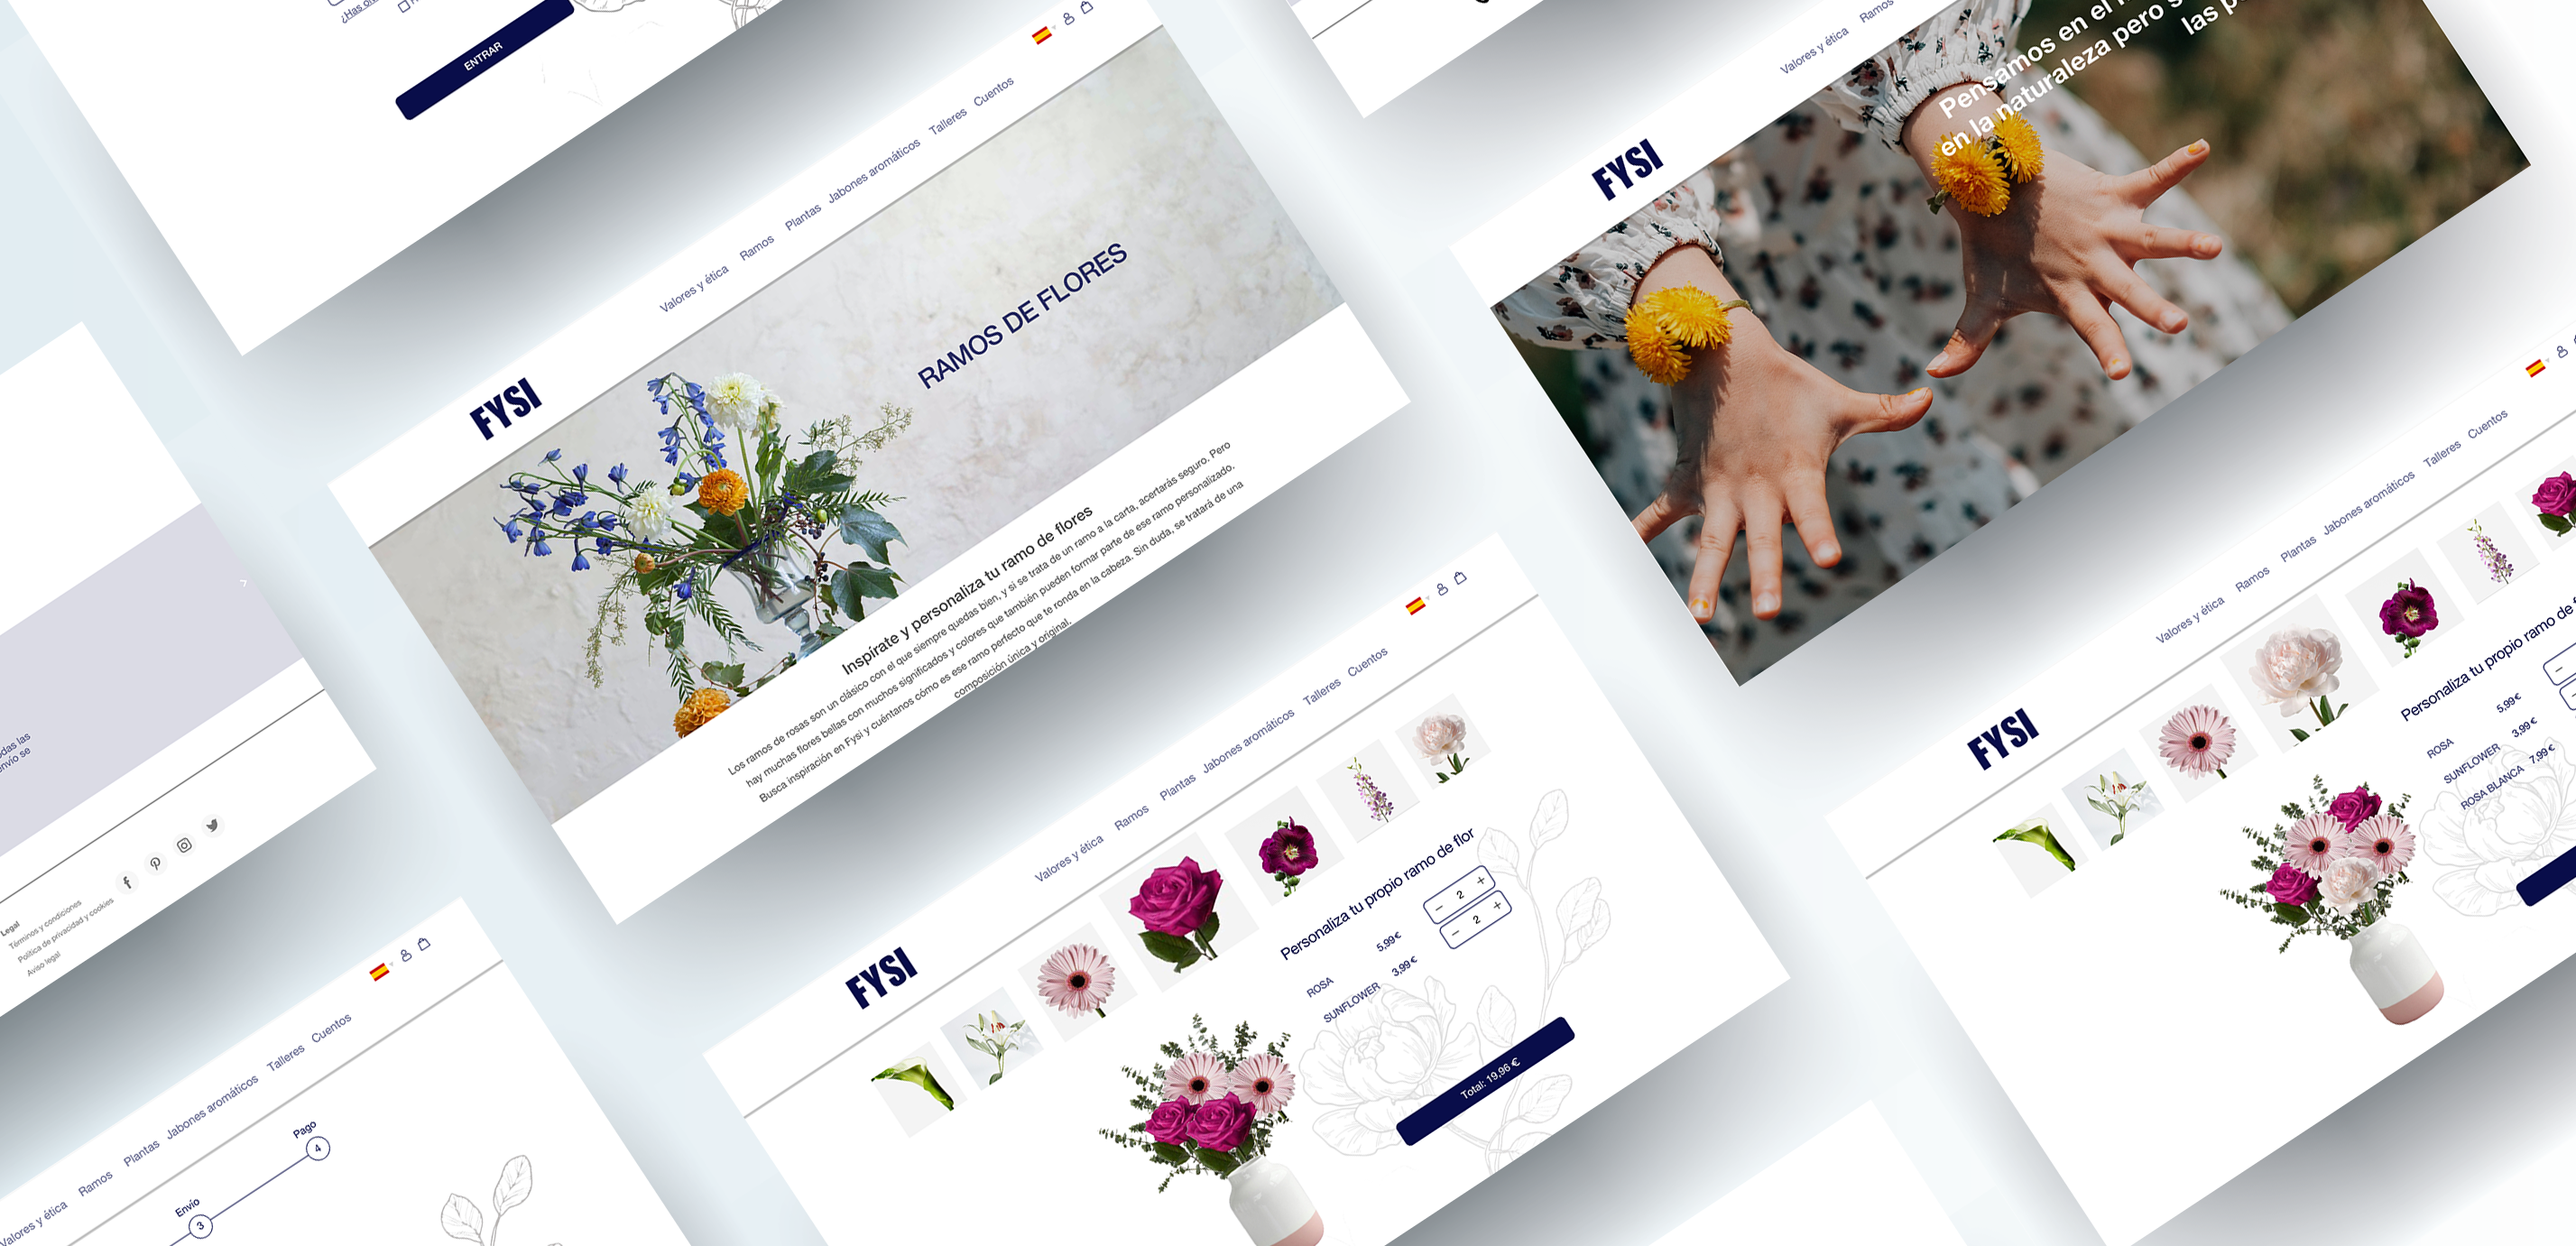 ENTRAR
FYSI
Valores y ética Ramos Plantas Jabones aromáticos Talleres Cuentos
RAMOS DE FLORES
Inspírate y personaliza tu ramo de flores
Los ramos de rosas son un clásico con el que siempre quedas bien, y si se trata de un ramo a la carta, acertarás seguro. Pero
hay muchas flores bellas con muchos significados y colores que también pueden formar parte de ese ramo personalizado.
Busca inspiración en Fysi y cuéntanos cómo es ese ramo perfecto que te ronda en la cabeza. Sin duda, se tratará de una
composición única y original.
FYSI
Valores y ética Ramos
Pensamos en el
en la naturaleza pero
las
FYSI
Valores y ética Ramos Plantas Jabones aromáticos Talleres Cuentos
Personaliza tu propio ramo de flor
ROSA 5,99€ − 2 +
SUNFLOWER 3,99€ − 2 +
Total: 19,96 €
FYSI
Valores y ética Ramos Plantas Jabones aromáticos Talleres Cuentos
Personaliza tu propio ramo de
ROSA 5,99€ −
SUNFLOWER 3,99€ −
ROSA BLANCA 7,99€
las
envío se
Legal
Términos y condiciones
Política de privacidad y cookies
Aviso legal
Valores y ética Ramos Plantas Jabones aromáticos Talleres Cuentos
Envío
3
Pago
4